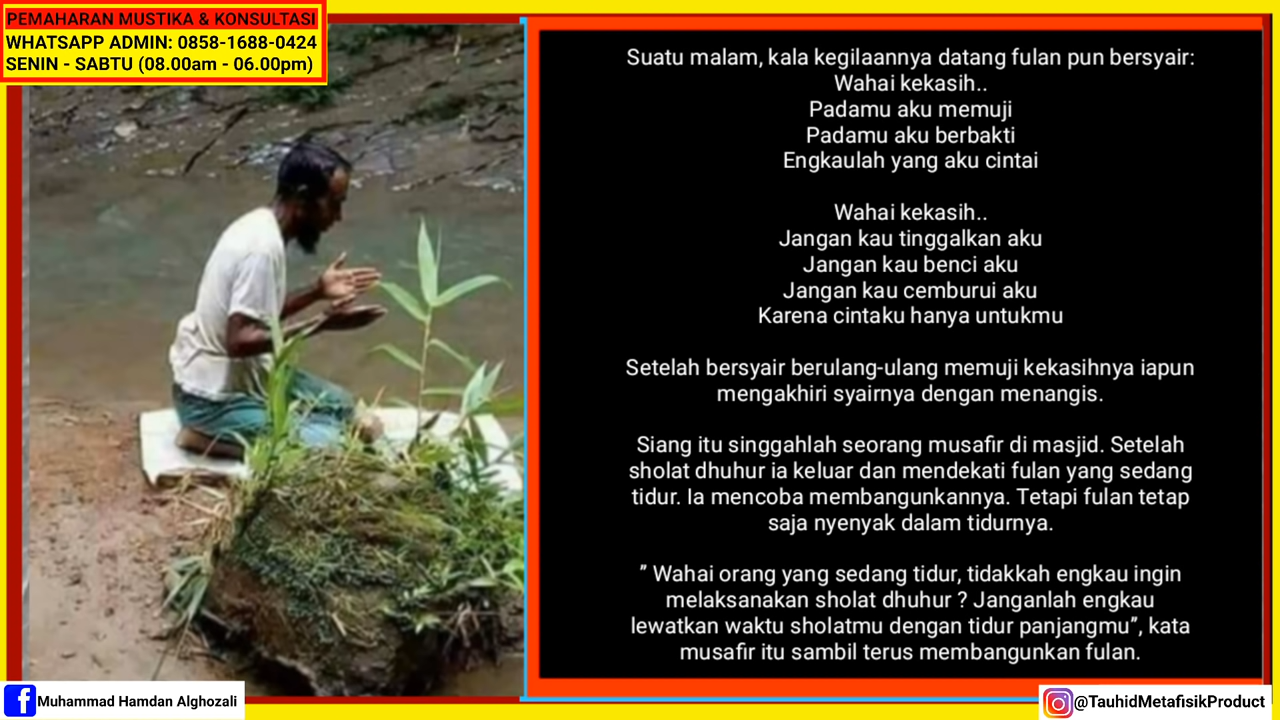 PEMAHARAN MUSTIKA & KONSULTASI
WHATSAPP ADMIN: 0858-1688-0424
SENIN - SABTU (08.00am - 06.00pm)
Suatu malam, kala kegilaannya datang fulan pun bersyair:
Wahai kekasih..
Padamu aku memuji
Padamu aku berbakti
Engkaulah yang aku cintai
Wahai kekasih..
Jangan kau tinggalkan aku
Jangan kau benci aku
Jangan kau cemburui aku
Karena cintaku hanya untukmu
Setelah bersyair berulang-ulang memuji kekasihnya iapun
mengakhiri syairnya dengan menangis.
Siang itu singgahlah seorang musafir di masjid. Setelah
sholat dhuhur ia keluar dan mendekati fulan yang sedang
tidur. Ia mencoba membangunkannya. Tetapi fulan tetap
saja nyenyak dalam tidurnya.
” Wahai orang yang sedang tidur, tidakkah engkau ingin
melaksanakan sholat dhuhur ? Janganlah engkau
lewatkan waktu sholatmu dengan tidur panjangmu”, kata
musafir itu sambil terus membangunkan fulan.
Muhammad Hamdan Alghozali
@TauhidMetafisikProduct